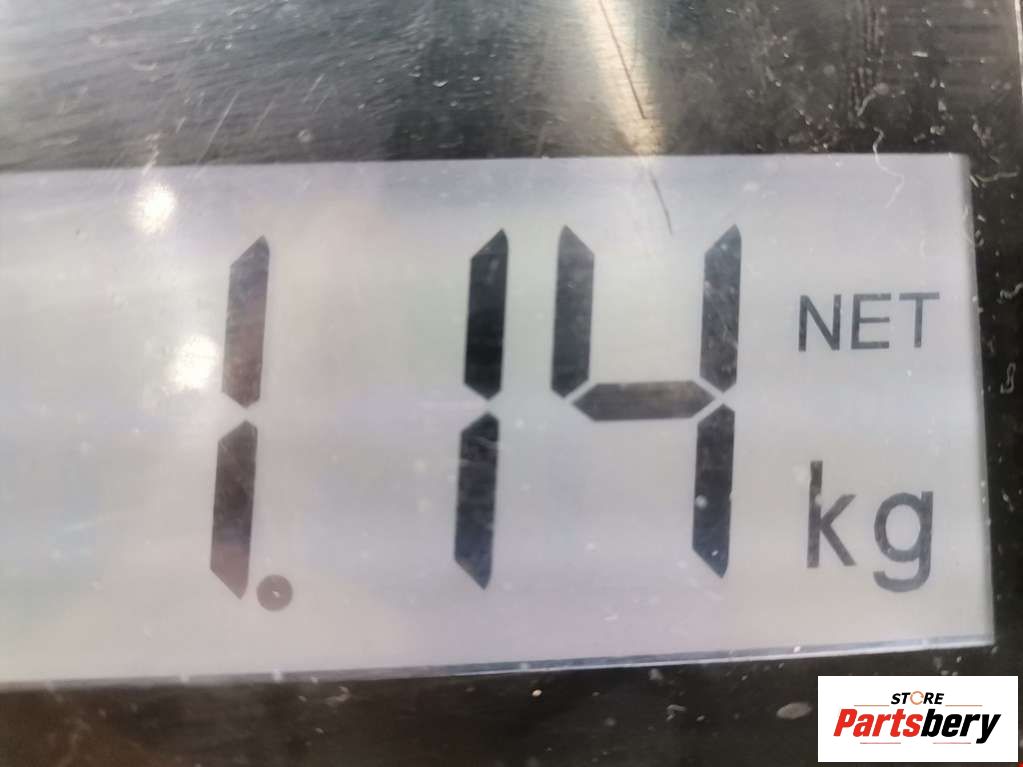 1.14 NET
kg
STORE
Partsbery